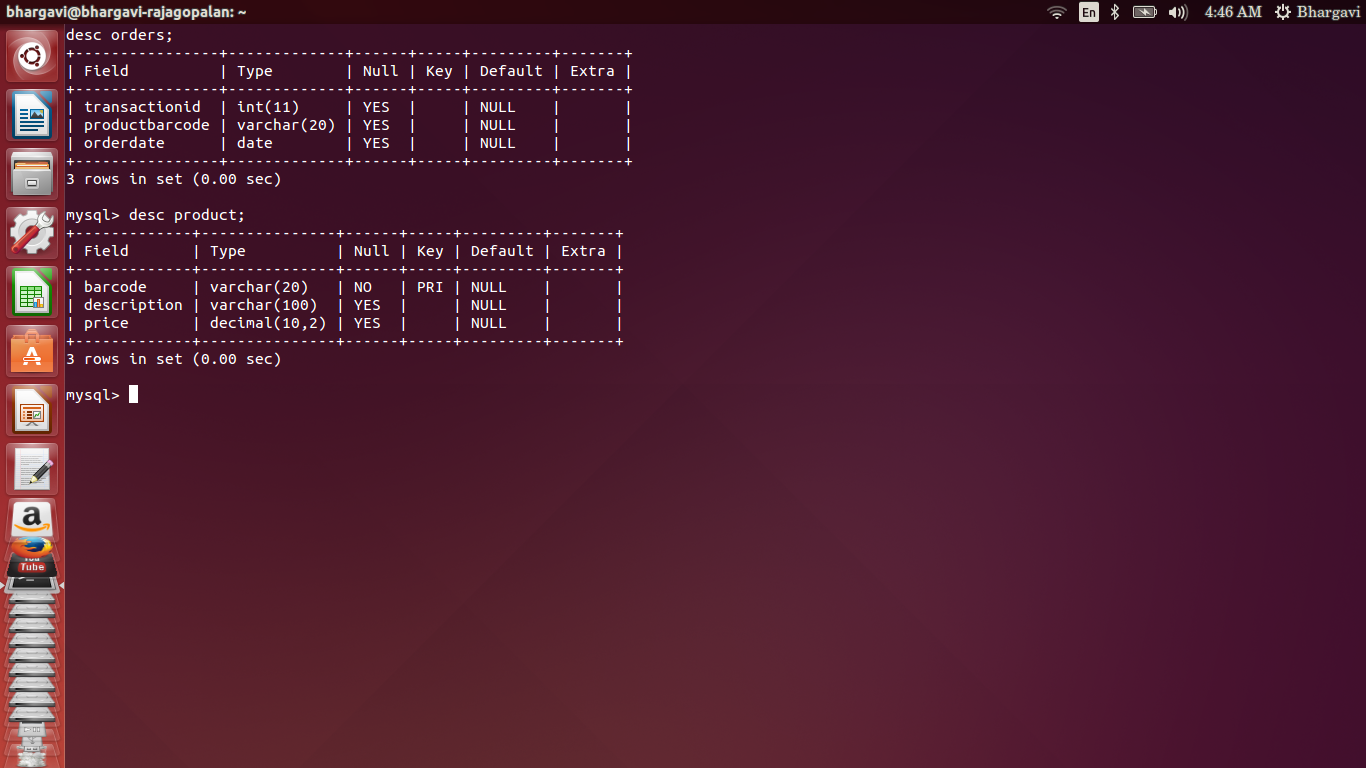 bhargavi@bhargavi-rajagopalan: ~ En 4:46 AM Bhargavi
desc orders;
+----------------+-------------+------+-----+---------+-------+
| Field          | Type        | Null | Key | Default | Extra |
+----------------+-------------+------+-----+---------+-------+
| transactionid  | int(11)     | YES  |     | NULL    |       |
| productbarcode | varchar(20) | YES  |     | NULL    |       |
| orderdate      | date        | YES  |     | NULL    |       |
+----------------+-------------+------+-----+---------+-------+
3 rows in set (0.00 sec)
mysql> desc product;
+-------------+---------------+------+-----+---------+-------+
| Field       | Type          | Null | Key | Default | Extra |
+-------------+---------------+------+-----+---------+-------+
| barcode     | varchar(20)   | NO   | PRI | NULL    |       |
| description | varchar(100)  | YES  |     | NULL    |       |
| price       | decimal(10,2) | YES  |     | NULL    |       |
+-------------+---------------+------+-----+---------+-------+
3 rows in set (0.00 sec)
mysql>
A
a
You
Tube